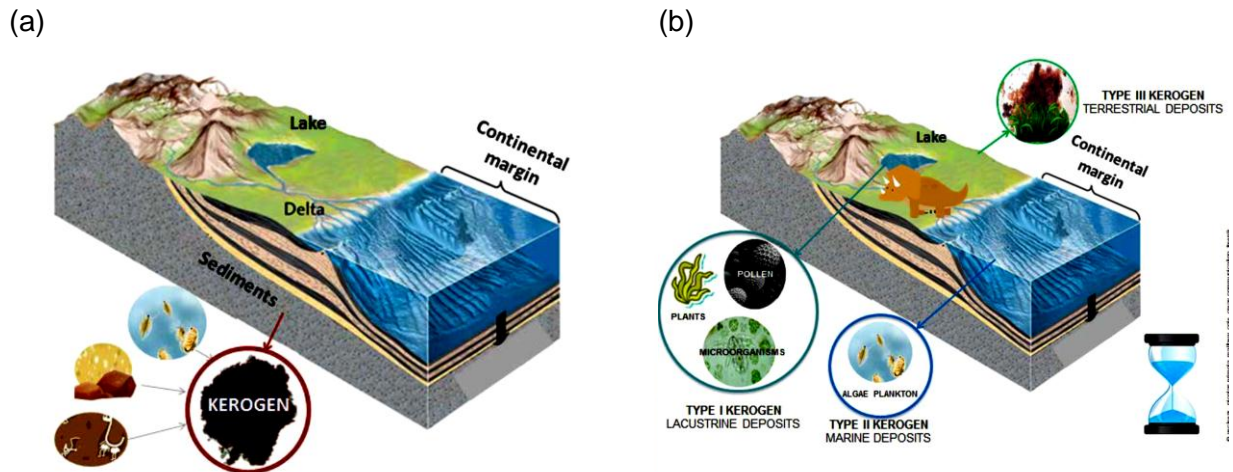 (a)
(b)
Lake
Continental
margin
Delta
Sediments
KEROGEN
TYPE III KEROGEN
TERRESTRIAL DEPOSITS
Lake
Continental
margin
POLLEN
PLANTS
MICROORGANISMS
ALGAE PLANKTON
TYPE I KEROGEN
LACUSTRINE DEPOSITS
TYPE II KEROGEN
MARINE DEPOSITS